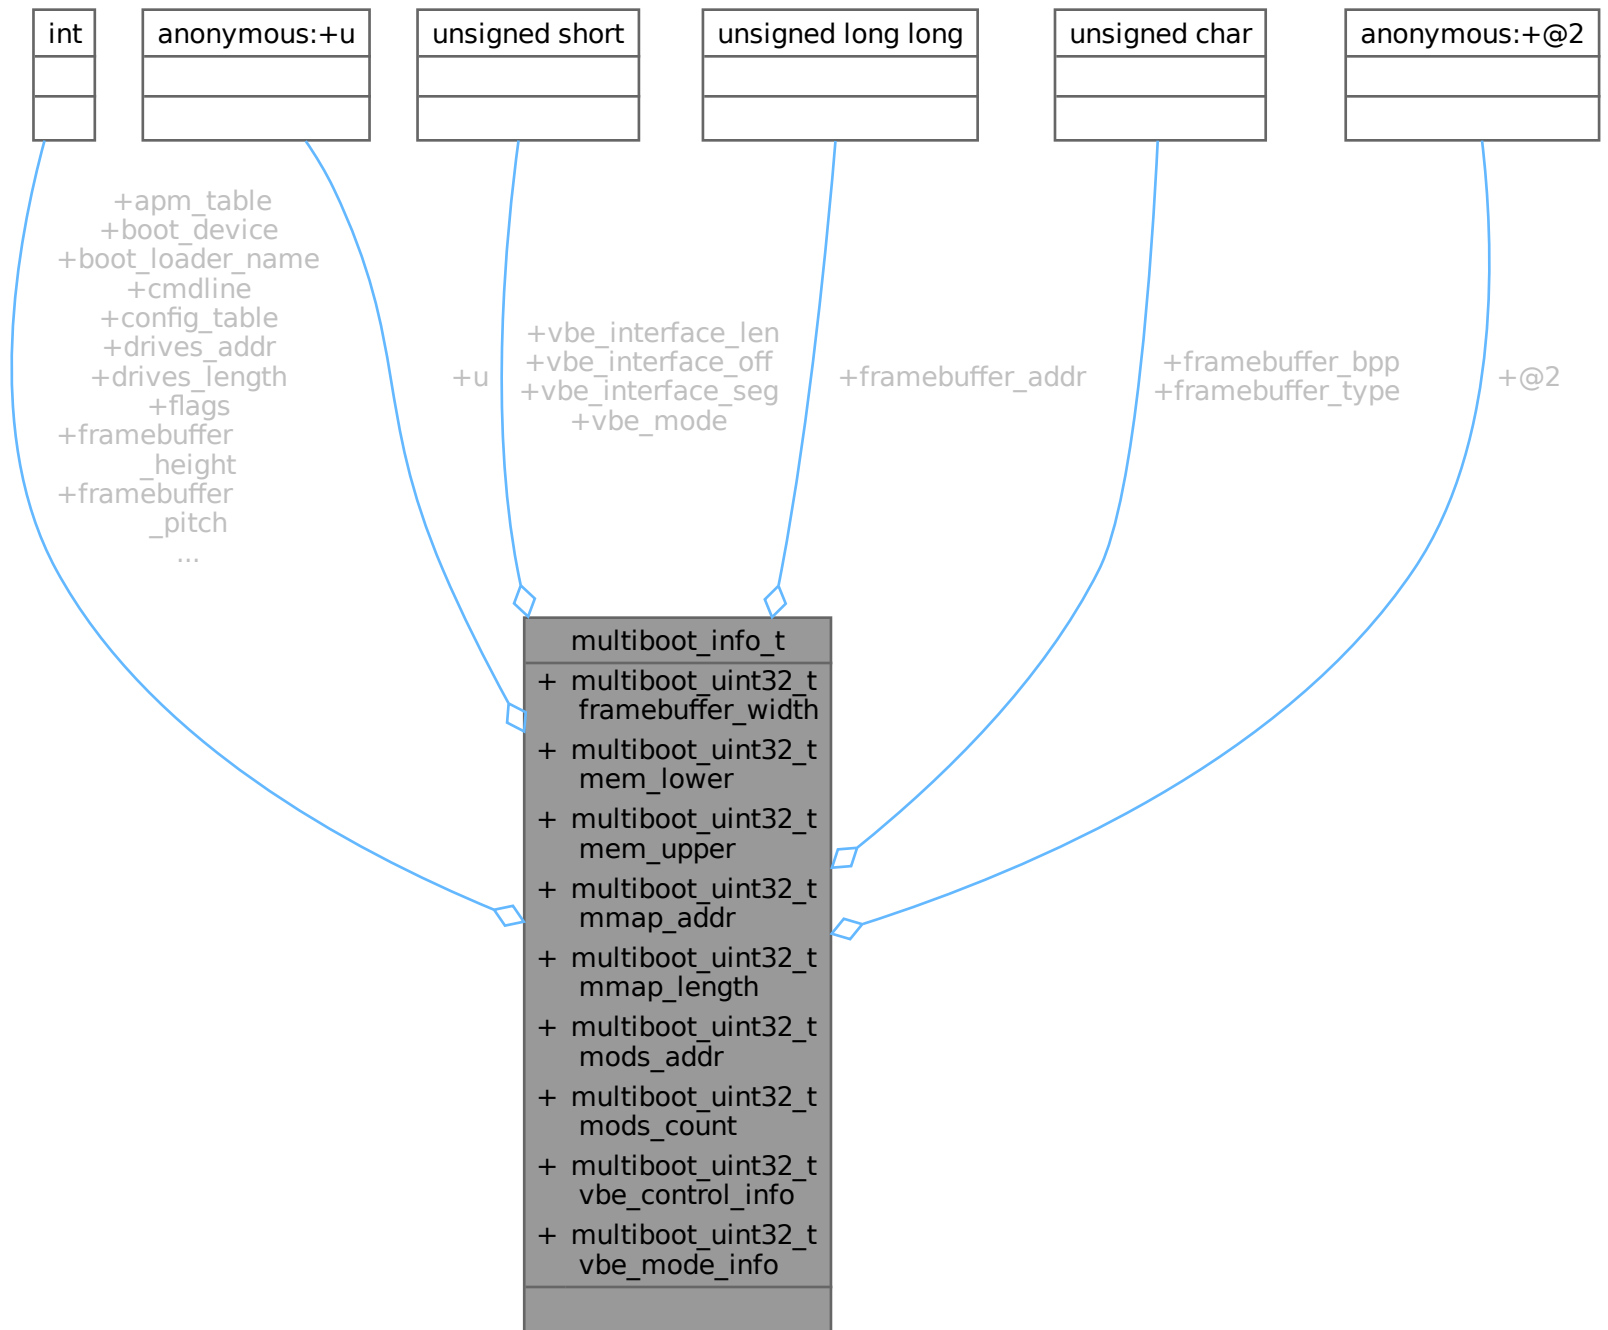 int
anonymous:+u
unsigned short
unsigned long long
unsigned char
anonymous:+@2
+apm_table
+boot_device
+boot_loader_name
+cmdline
+config_table
+drives_addr
+drives_length
+flags
+framebuffer
_height
+framebuffer
_pitch
...
+u
+vbe_interface_len
+vbe_interface_off
+vbe_interface_seg
+vbe_mode
+framebuffer_addr
+framebuffer_bpp
+framebuffer_type
+@2
multiboot_info_t
+ multiboot_uint32_t
framebuffer_width
+ multiboot_uint32_t
mem_lower
+ multiboot_uint32_t
mem_upper
+ multiboot_uint32_t
mmap_addr
+ multiboot_uint32_t
mmap_length
+ multiboot_uint32_t
mods_addr
+ multiboot_uint32_t
mods_count
+ multiboot_uint32_t
vbe_control_info
+ multiboot_uint32_t
vbe_mode_info